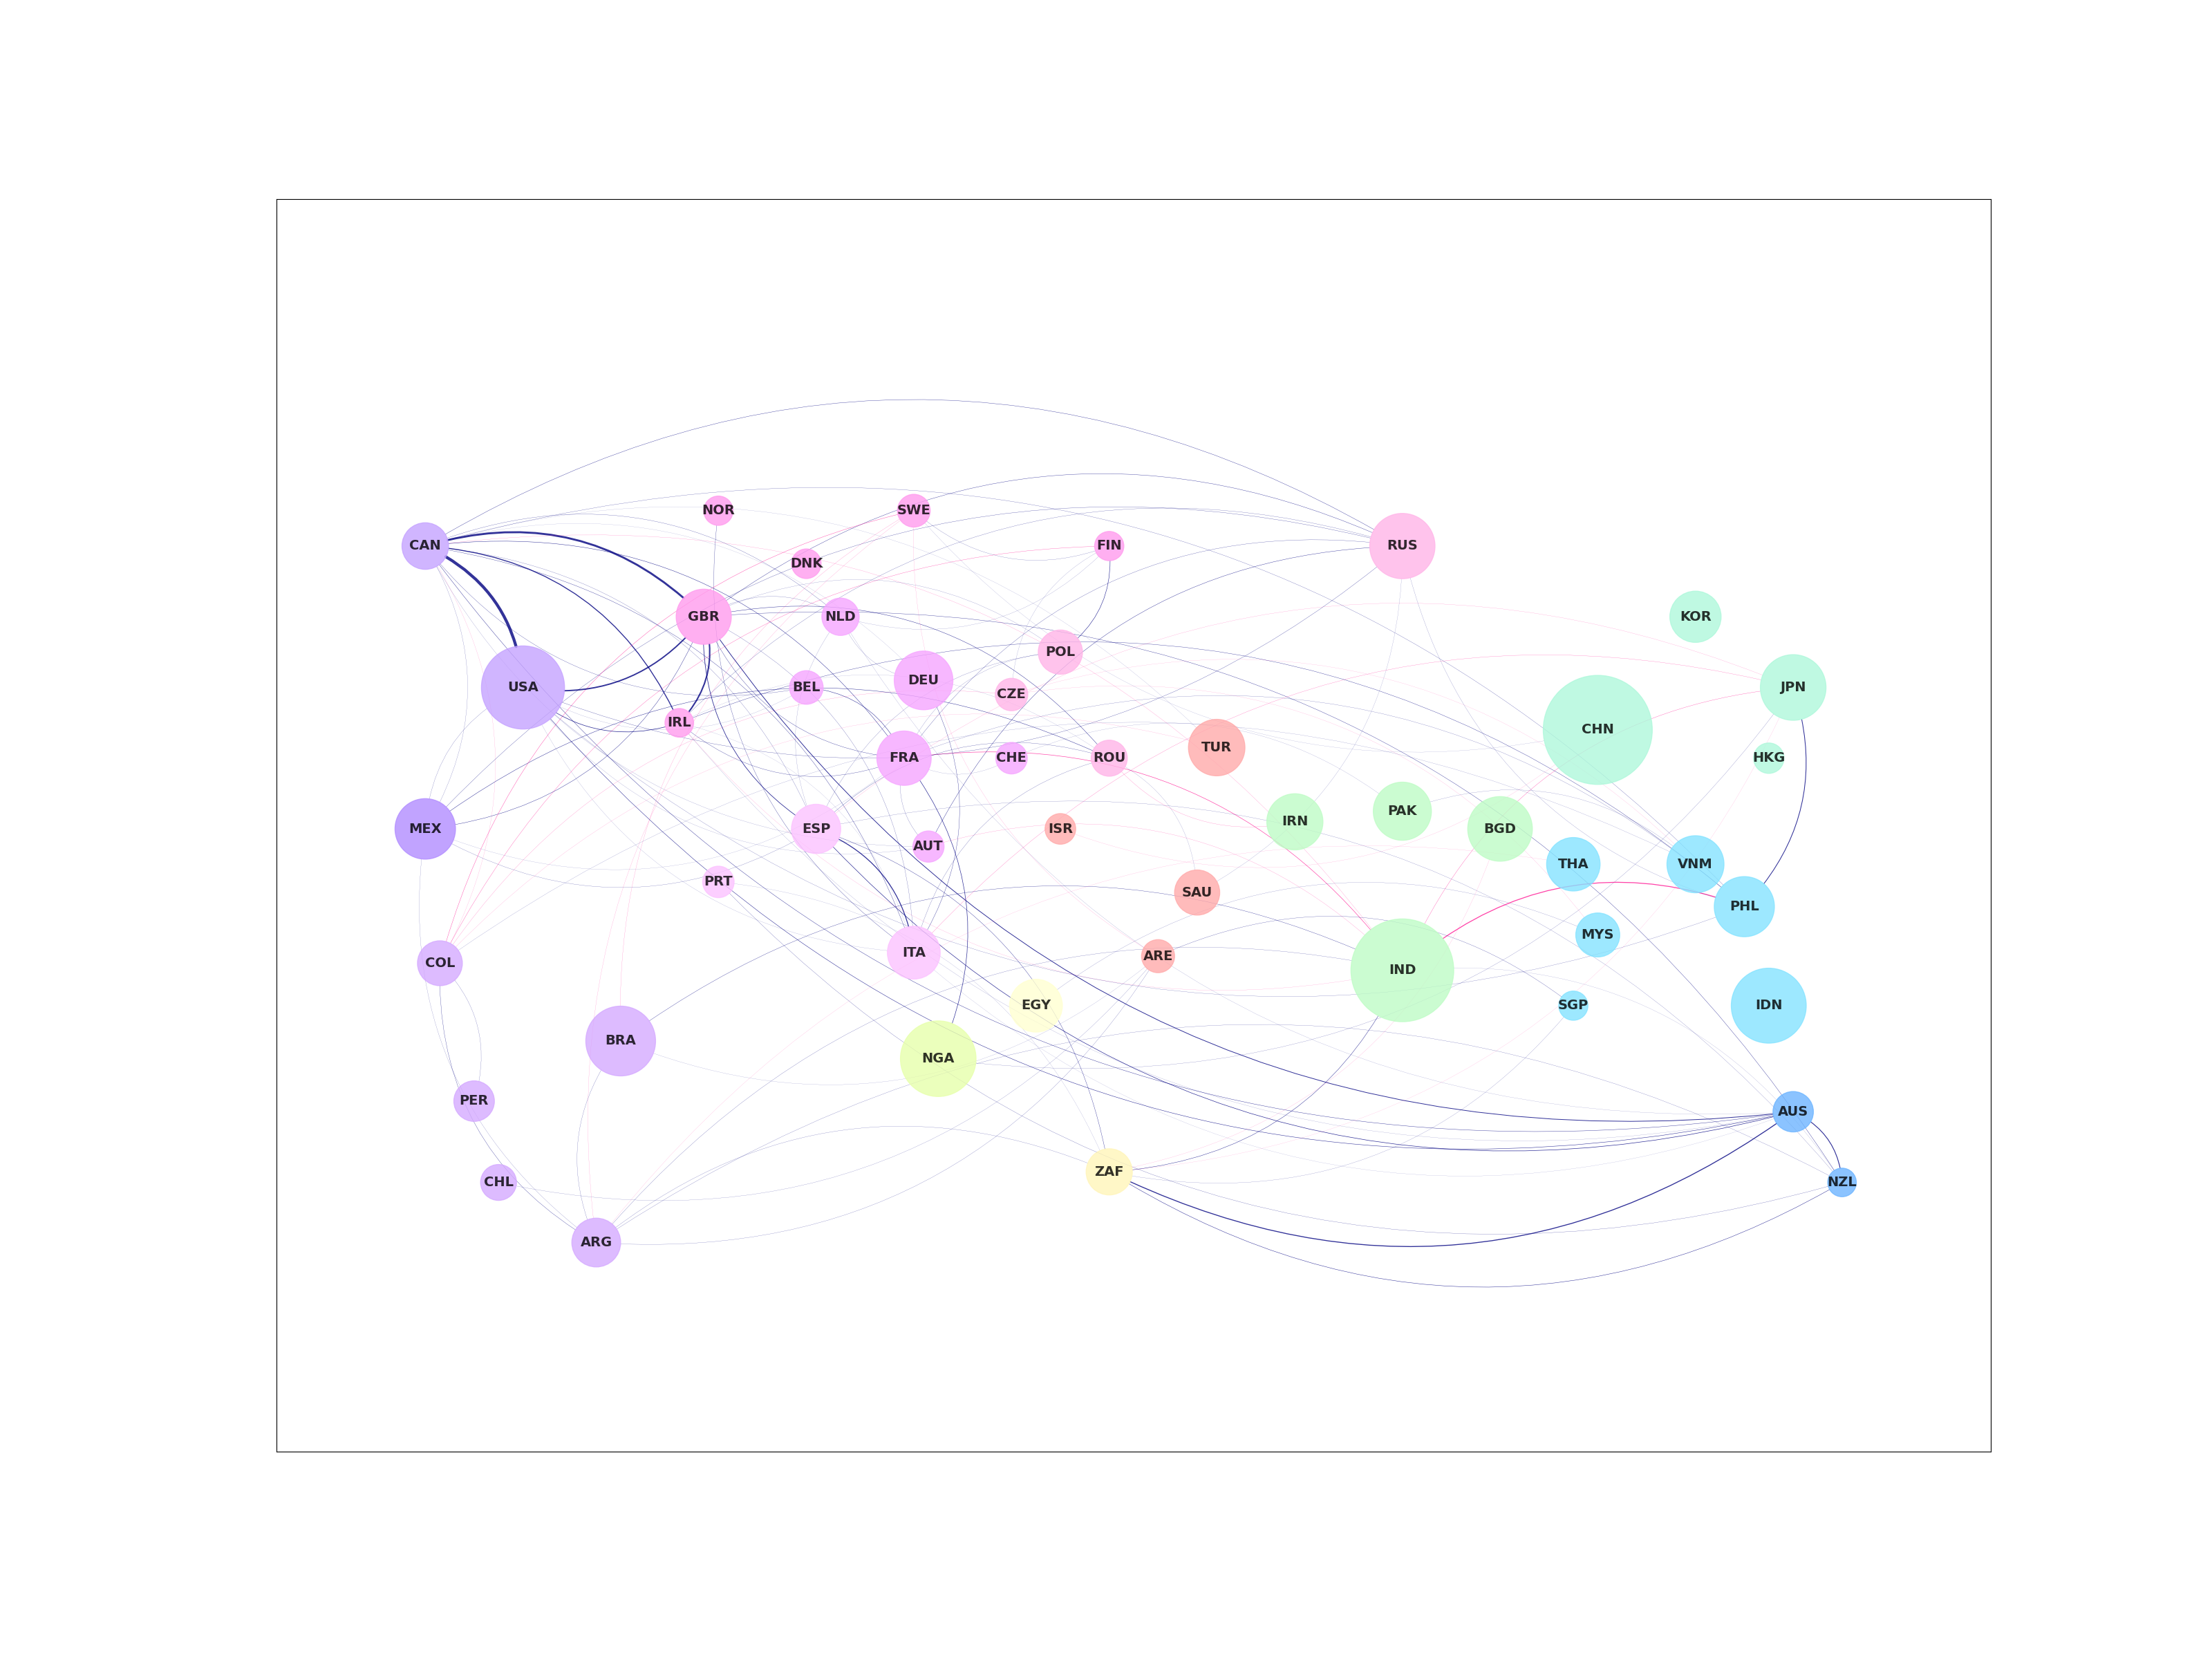 NOR
SWE
CAN
FIN
RUS
DNK
GBR
NLD
KOR
POL
DEU
USA
BEL
CZE
JPN
IRL
CHN
TUR
FRA
CHE
ROU
HKG
PAK
IRN
MEX
ESP
ISR
BGD
AUT
THA
VNM
PRT
SAU
PHL
MYS
ITA
ARE
COL
IND
EGY
SGP
IDN
BRA
NGA
PER
AUS
ZAF
CHL
NZL
ARG